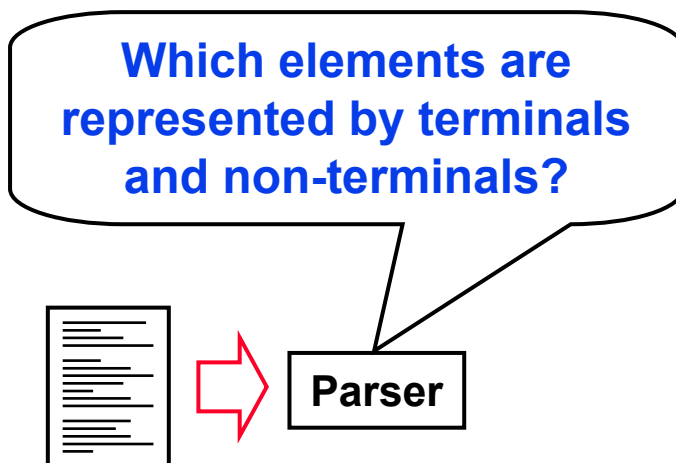 Which elements are
represented by terminals
and non-terminals?
Parser